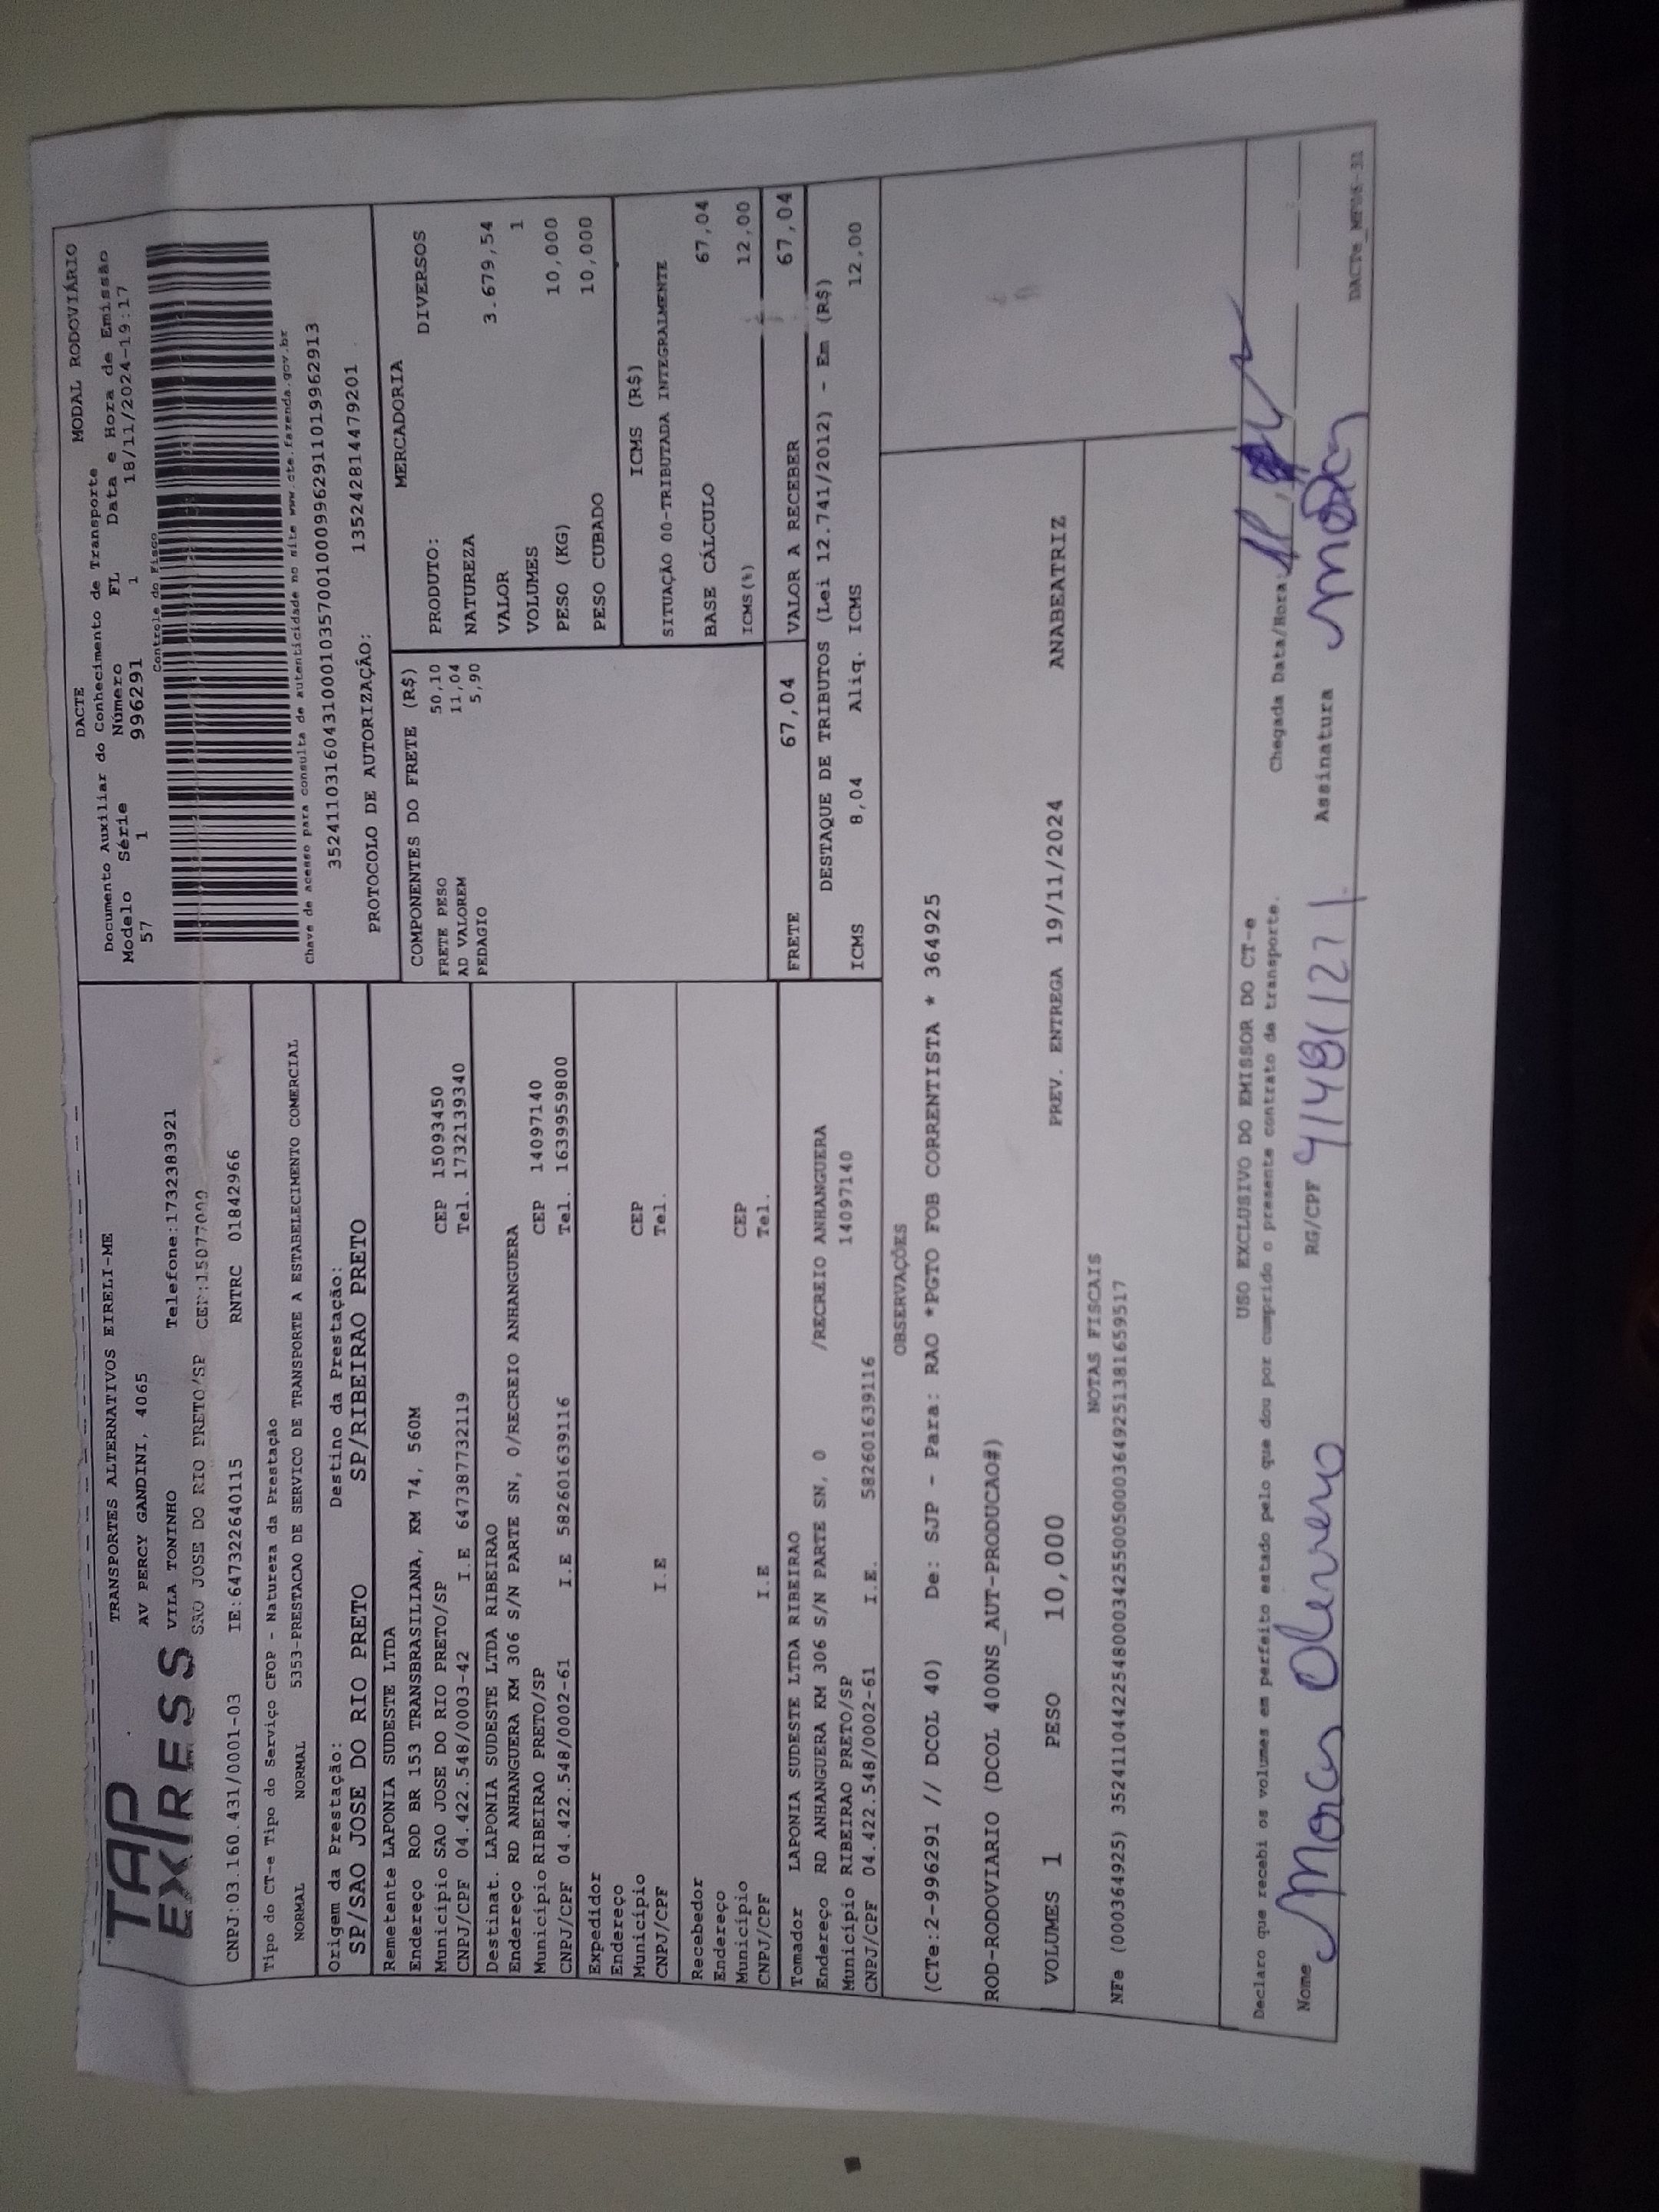 TAP
EXPRESS
TRANSPORTES ALTERNATIVOS EIRELI-ME
AV PERCY GANDINI, 4065
VILA TONINHO Telefone:1732383921
SAO JOSE DO RIO PRETO/SP CEP:15077000
CNPJ:03.160.431/0001-03 IE:647322640115 RNTRC 01842966
Tipo do CT-e Tipo do Serviço CFOP - Natureza da Prestação
NORMAL NORMAL 5353-PRESTACAO DE SERVICO DE TRANSPORTE A ESTABELECIMENTO COMERCIAL
Origem da Prestação: Destino da Prestação:
SP/SAO JOSE DO RIO PRETO SP/RIBEIRAO PRETO
Remetente LAPONIA SUDESTE LTDA
Endereço ROD BR 153 TRANSBRASILIANA, KM 74, 560M
Município SAO JOSE DO RIO PRETO/SP CEP 15093450
CNPJ/CPF 04.422.548/0003-42 I.E 647387732119 Tel. 1732139340
Destinat. LAPONIA SUDESTE LTDA RIBEIRAO
Endereço RD ANHANGUERA KM 306 S/N PARTE SN, 0/RECREIO ANHANGUERA
Município RIBEIRAO PRETO/SP CEP 14097140
CNPJ/CPF 04.422.548/0002-61 I.E 582601639116 Tel. 1639959800
Expedidor
Endereço
Município CEP
CNPJ/CPF I.E Tel.
Recebedor
Endereço
Município CEP
CNPJ/CPF I.E Tel.
Tomador LAPONIA SUDESTE LTDA RIBEIRAO
Endereço RD ANHANGUERA KM 306 S/N PARTE SN, 0 /RECREIO ANHANGUERA
Município RIBEIRAO PRETO/SP 14097140
CNPJ/CPF 04.422.548/0002-61 I.E. 582601639116
DACTE MODAL RODOVIÁRIO
Documento Auxiliar do Conhecimento de Transporte
Modelo Série Número FL Data e Hora de Emissão
57 1 996291 1 18/11/2024-19:17
Controle do Fisco
Chave de acesso para consulta de autenticidade no site www.cte.fazenda.gov.br
35241103160431000103570010009962911019962913
PROTOCOLO DE AUTORIZAÇÃO: 135242814479201
COMPONENTES DO FRETE (R$)
FRETE PESO 50,10
AD VALOREM 11,04
PEDAGIO 5,90
MERCADORIA
PRODUTO: DIVERSOS
NATUREZA
VALOR 3.679,54
VOLUMES 1
PESO (KG) 10,000
PESO CUBADO 10,000
ICMS (R$)
SITUAÇÃO 00-TRIBUTADA INTEGRALMENTE
BASE CÁLCULO 67,04
ICMS(%) 12,00
FRETE 67,04 VALOR A RECEBER 67,04
DESTAQUE DE TRIBUTOS (Lei 12.741/2012) - Em (R$)
ICMS 8,04 Aliq. ICMS 12,00
OBSERVAÇÕES
(CTe:2-996291 // DCOL 40) De: SJP - Para: RAO *PGTO FOB CORRENTISTA * 364925
ROD-RODOVIARIO (DCOL 400NS_AUT-PRODUCAO#)
VOLUMES 1 PESO 10,000 PREV. ENTREGA 19/11/2024 ANABEATRIZ
NOTAS FISCAIS
NFe (000364925) 35241104422548000342550050003649251381659517
USO EXCLUSIVO DO EMISSOR DO CT-e
Declaro que recebi os volumes em perfeito estado pelo que dou por cumprido o presente contrato de transporte. Chegada Data/Hora:
Nome RG/CPF Assinatura
DACTe_MF06-31